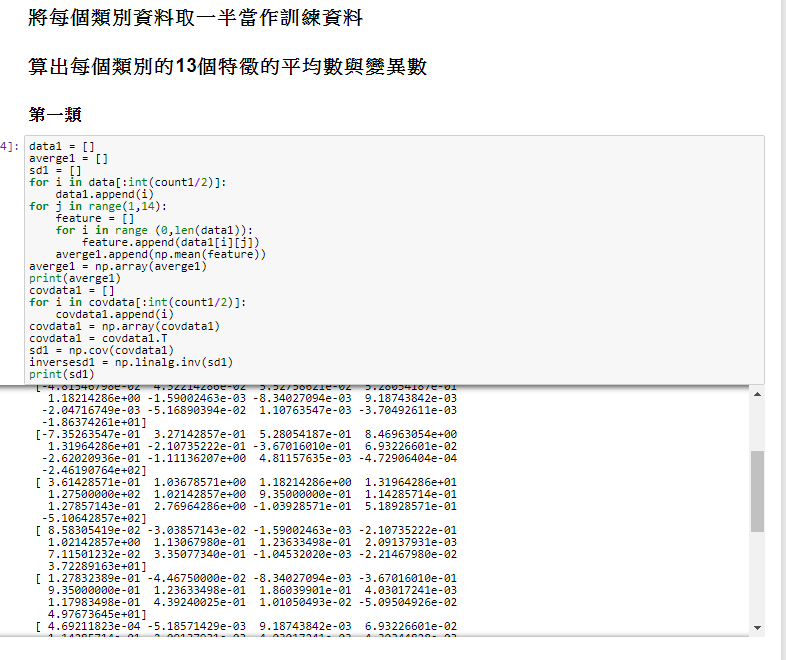 將每個類別資料取一半當作訓練資料
算出每個類別的13個特徵的平均數與變異數
第一類
4]:
data1 = []
averge1 = []
sd1 = []
for i in data[:int(count1/2)]:
    data1.append(i)
for j in range(1,14):
    feature = []
    for i in range (0,len(data1)):
        feature.append(data1[i][j])
    averge1.append(np.mean(feature))
averge1 = np.array(averge1)
print(averge1)
covdata1 = []
for i in covdata[:int(count1/2)]:
    covdata1.append(i)
covdata1 = np.array(covdata1)
covdata1 = covdata1.T
sd1 = np.cov(covdata1)
inversesd1 = np.linalg.inv(sd1)
print(sd1)
[-4.81546798e-02 4.52214286e-02 5.52758621e-02 5.28054187e-01
1.18214286e+00 -1.59002463e-03 -8.34027094e-03 9.18743842e-03
-2.04716749e-03 -5.16890394e-02 1.10763547e-03 -3.70492611e-03
-1.86374261e+01]
[-7.35263547e-01 3.27142857e-01 5.28054187e-01 8.46963054e+00
1.31964286e+01 -2.10735222e-01 -3.67016010e-01 6.93226601e-02
-2.62020936e-01 -1.11136207e+00 4.81157635e-03 -4.72906404e-04
-2.46190764e+02]
[ 3.61428571e-01 1.03678571e+00 1.18214286e+00 1.31964286e+01
1.27500000e+02 1.02142857e+00 9.35000000e-01 1.14285714e-01
1.27857143e-01 2.76964286e+00 -1.03928571e-01 5.18928571e-01
-5.10642857e+02]
[ 8.58305419e-02 -3.03857143e-02 -1.59002463e-03 -2.10735222e-01
1.02142857e+00 1.13067980e-01 1.23633498e-01 2.09137931e-03
7.11501232e-02 3.35077340e-01 -1.04532020e-03 -2.21467980e-02
3.72289163e+01]
[ 1.27832389e-01 -4.46750000e-02 -8.34027094e-03 -3.67016010e-01
9.35000000e-01 1.23633498e-01 1.86039901e-01 4.03017241e-03
1.17983498e-01 4.39240025e-01 1.01050493e-02 -5.09504926e-02
4.97673645e+01]
[ 4.69211823e-04 -5.18571429e-03 9.18743842e-03 6.93226601e-02